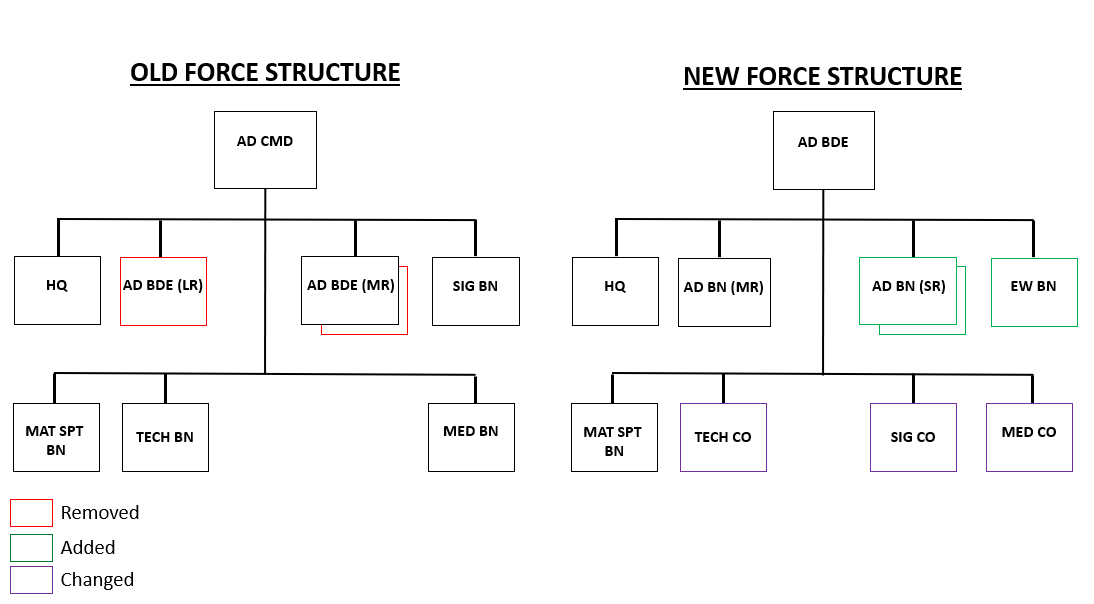 OLD FORCE STRUCTURE
AD CMD
HQ
AD BDE (LR)
AD BDE (MR)
SIG BN
MAT SPT
BN
TECH BN
MED BN
NEW FORCE STRUCTURE
AD BDE
HQ
AD BN (MR)
AD BN (SR)
EW BN
MAT SPT
BN
TECH CO
SIG CO
MED CO
Removed
Added
Changed